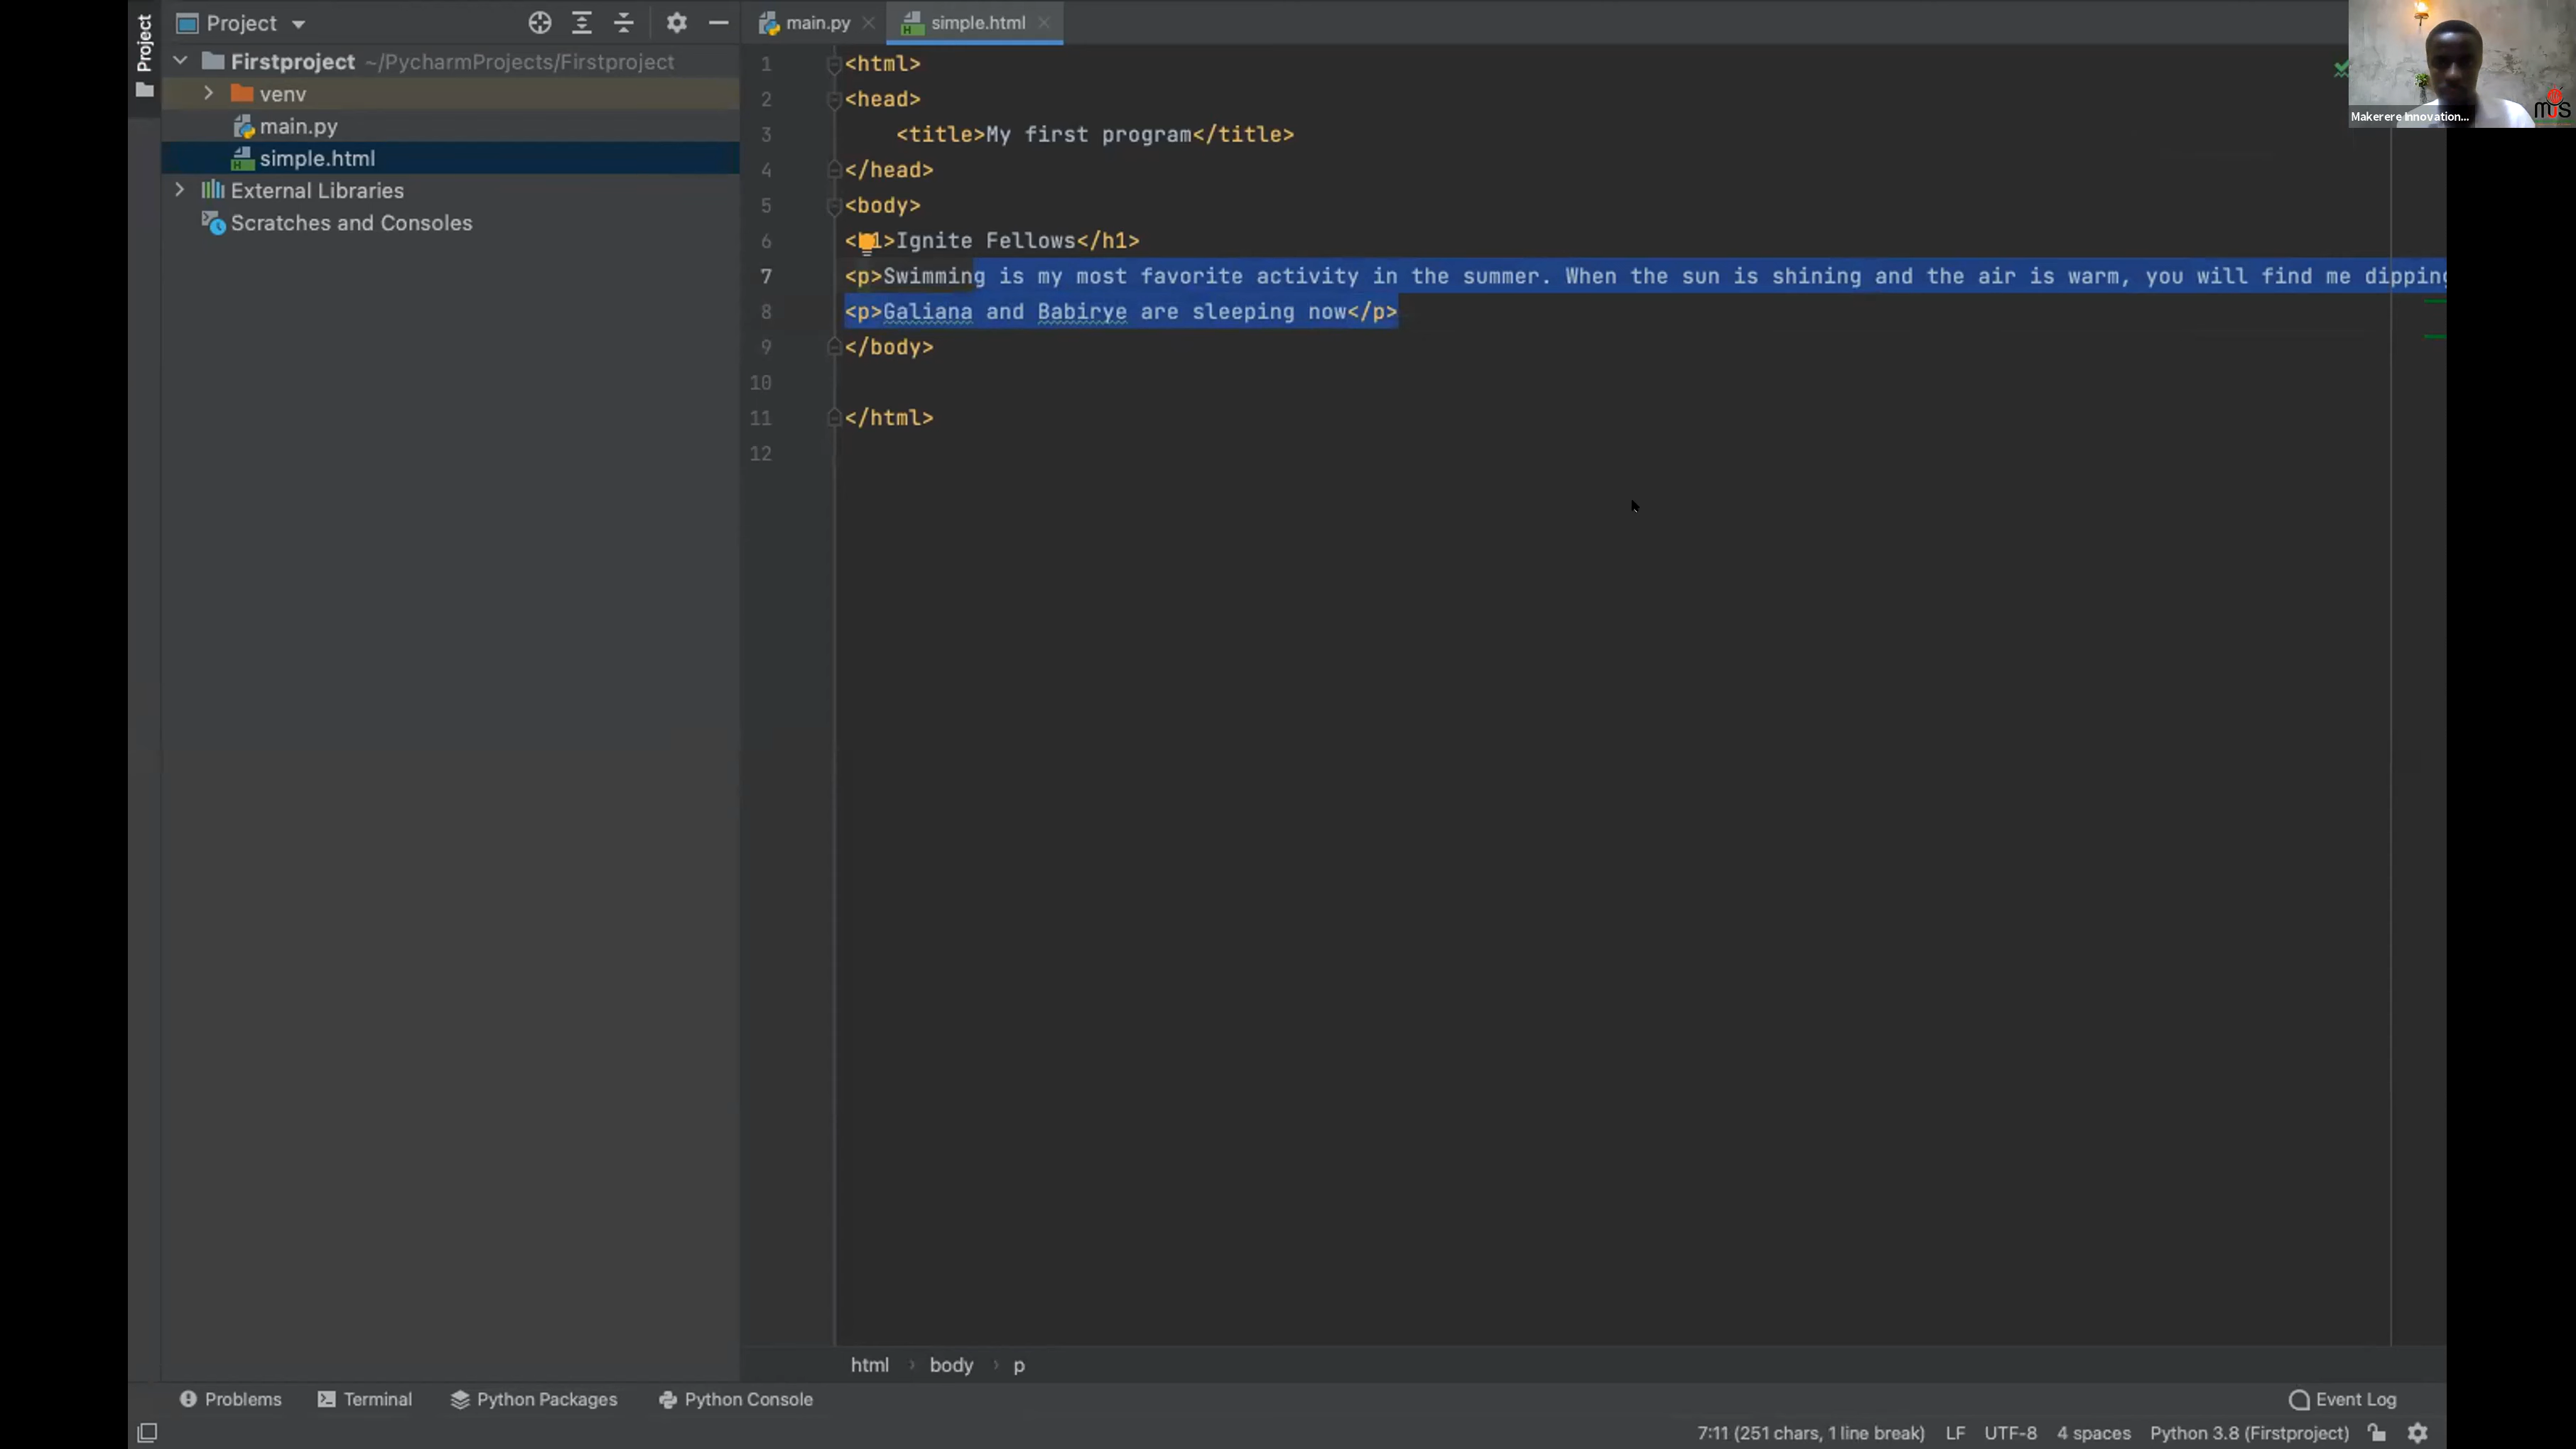 Project
Project
Firstproject ~/PycharmProjects/Firstproject
venv
main.py
simple.html
External Libraries
Scratches and Consoles
main.py
simple.html
1 <html>
2 <head>
3 <title>My first program</title>
4 </head>
5 <body>
6 1>Ignite Fellows</h1>
7 <p>Swimming is my most favorite activity in the summer. When the sun is shining and the air is warm, you will find me dipping
8 <p>Galiana and Babirye are sleeping now</p>
9 </body>
10
11 </html>
12
Makerere Innovation...
mis
html › body › p
Problems
Terminal
Python Packages
Python Console
Event Log
7:11 (251 chars, 1 line break)
LF
UTF-8
4 spaces
Python 3.8 (Firstproject)